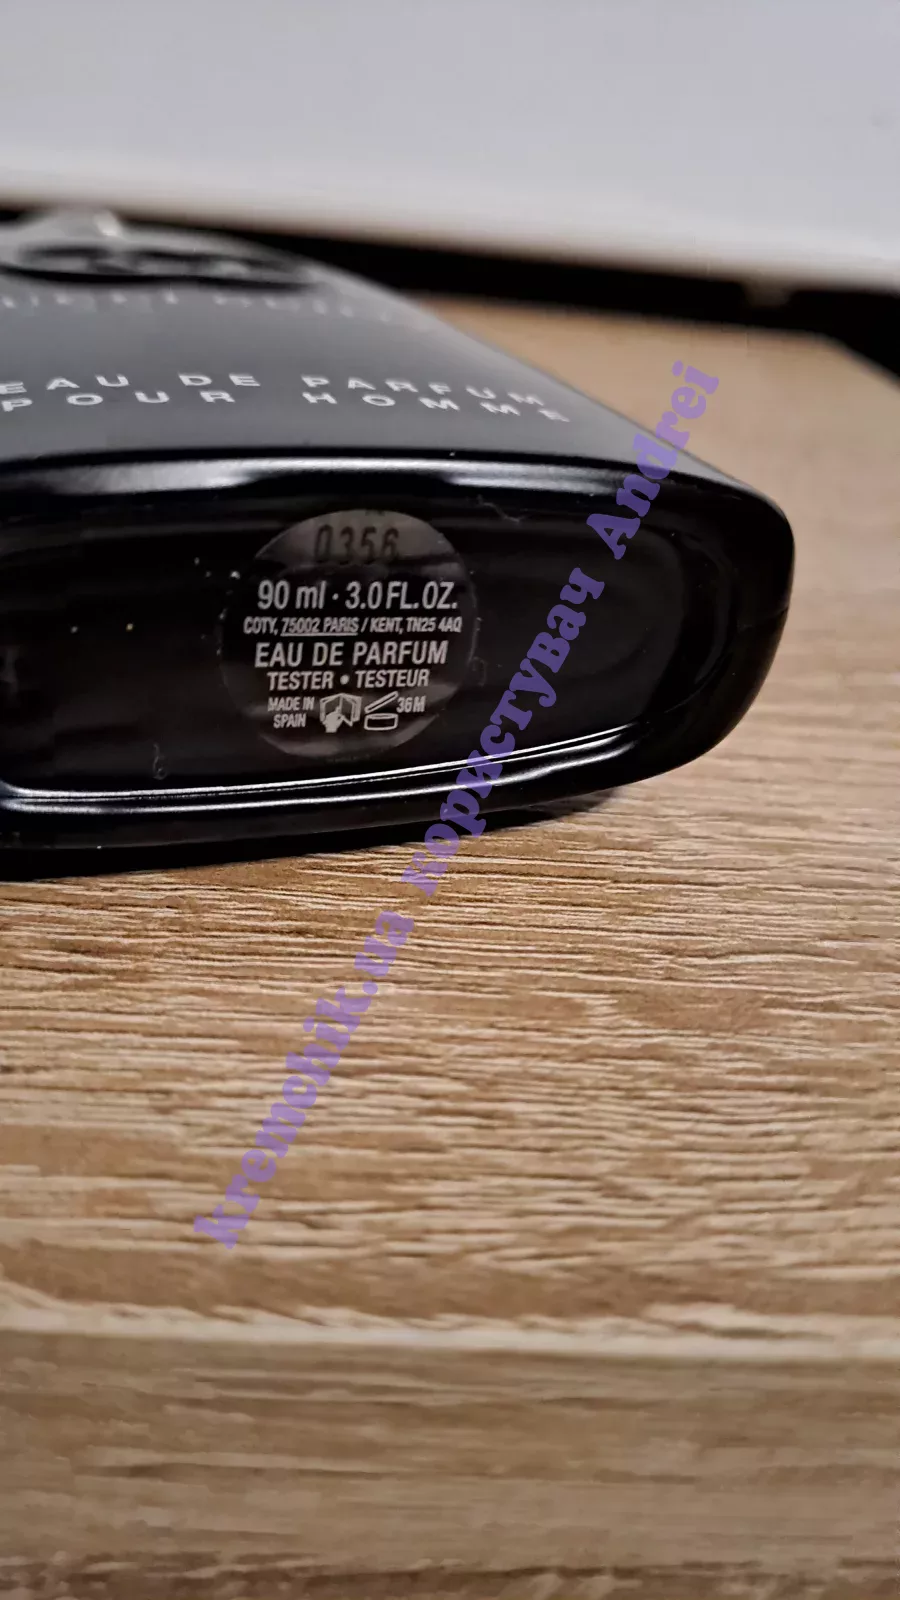 EAU DE PARFUM
POUR HOMME
0356
90 ml · 3.0 FL. OZ.
COTY, 75002 PARIS / KENT, TN25 4AQ
EAU DE PARFUM
TESTER • TESTEUR
MADE IN
SPAIN
36M
kremchik.ua користувач Andrei